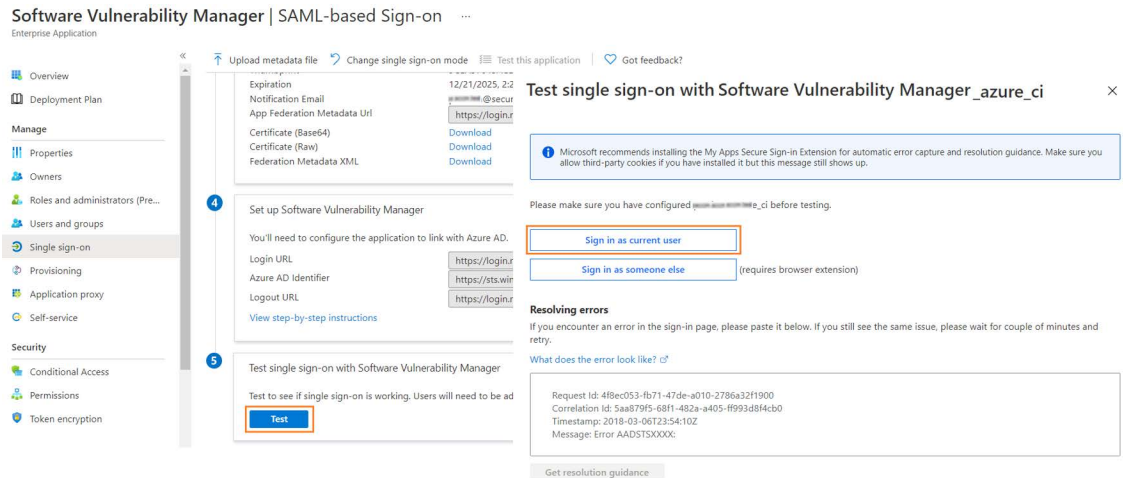 Software Vulnerability Manager | SAML-based Sign-on ...
Enterprise Application
Overview
Deployment Plan
Manage
Properties
Owners
Roles and administrators (Pre...
Users and groups
Single sign-on
Provisioning
Application proxy
Self-service
Security
Conditional Access
Permissions
Token encryption
Upload metadata file
Change single sign-on mode
Test this application
Got feedback?
Expiration
12/21/2025, 2:2
Notification Email
@secur
App Federation Metadata Url
https://login.r
Certificate (Base64)
Download
Certificate (Raw)
Download
Federation Metadata XML
Download
4
Set up Software Vulnerability Manager
You'll need to configure the application to link with Azure AD.
Login URL
https://login.r
Azure AD Identifier
https://sts.win
Logout URL
https://login.r
View step-by-step instructions
5
Test single sign-on with Software Vulnerability Manager
Test to see if single sign-on is working. Users will need to be ad
Test
Test single sign-on with Software Vulnerability Manager_azure_ci
Microsoft recommends installing the My Apps Secure Sign-in Extension for automatic error capture and resolution guidance. Make sure you
allow third-party cookies if you have installed it but this message still shows up.
Please make sure you have configured e_ci before testing.
Sign in as current user
Sign in as someone else
(requires browser extension)
Resolving errors
If you encounter an error in the sign-in page, please paste it below. If you still see the same issue, please wait for couple of minutes and
retry.
What does the error look like?
Request Id: 4f8ec053-fb71-47de-a010-2786a32f1900
Correlation Id: 5aa879f5-68f1-482a-a405-ff993d8f4cb0
Timestamp: 2018-03-06T23:54:10Z
Message: Error AADSTSXXXX:
Get resolution guidance